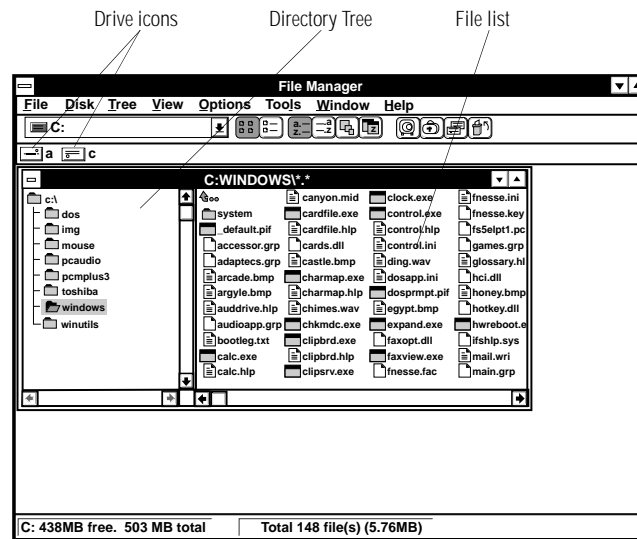 Drive icons Directory Tree File list
File Manager
File Disk Tree View Options Tools Window Help
C:
a c
C:\WINDOWS\*.*
c:\
dos
img
mouse
pcaudio
pcmplus3
toshiba
windows
winutils
system
_default.pif
accessor.grp
adaptecs.grp
arcade.bmp
argyle.bmp
auddrive.hlp
audioapp.grp
bootleg.txt
calc.exe
calc.hlp
canyon.mid
cardfile.exe
cardfile.hlp
cards.dll
castle.bmp
charmap.exe
charmap.hlp
chimes.wav
chkmdc.exe
clipbrd.exe
clipbrd.hlp
clipsrv.exe
clock.exe
control.exe
control.hlp
control.ini
ding.wav
dosapp.ini
dosprmpt.pif
egypt.bmp
expand.exe
faxopt.dll
faxview.exe
fnesse.fac
fnesse.ini
fnesse.key
fs5elpt1.pc
games.grp
glossary.hl
hci.dll
honey.bmp
hotkey.dll
hwreboot.e
ifshlp.sys
mail.wri
main.grp
C: 438MB free. 503 MB total Total 148 file(s) (5.76MB)